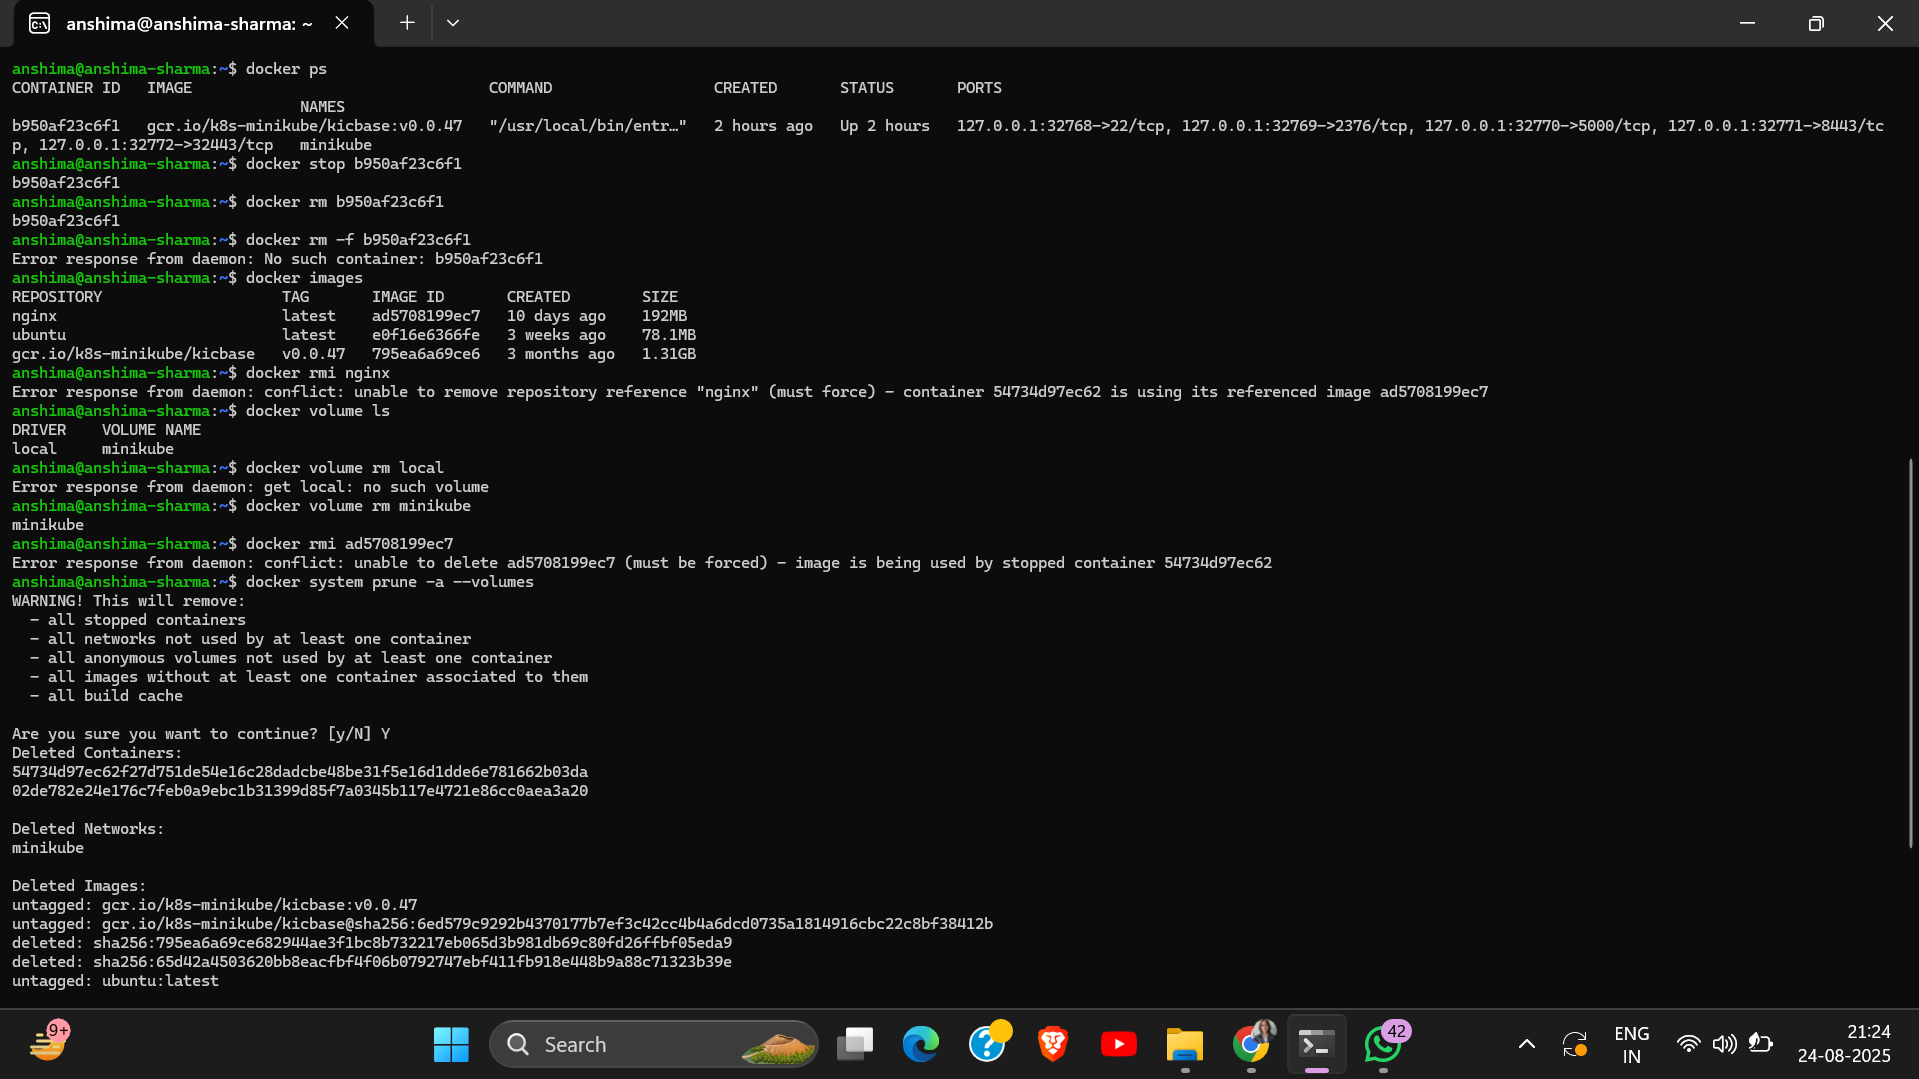 anshima@anshima-sharma: ~
anshima@anshima-sharma:~$ docker ps
CONTAINER ID   IMAGE                                 COMMAND                  CREATED       STATUS       PORTS
                                NAMES
b950af23c6f1   gcr.io/k8s-minikube/kicbase:v0.0.47   "/usr/local/bin/entr…"   2 hours ago   Up 2 hours   127.0.0.1:32768->22/tcp, 127.0.0.1:32769->2376/tcp, 127.0.0.1:32770->5000/tcp, 127.0.0.1:32771->8443/tc
p, 127.0.0.1:32772->32443/tcp   minikube
anshima@anshima-sharma:~$ docker stop b950af23c6f1
b950af23c6f1
anshima@anshima-sharma:~$ docker rm b950af23c6f1
b950af23c6f1
anshima@anshima-sharma:~$ docker rm -f b950af23c6f1
Error response from daemon: No such container: b950af23c6f1
anshima@anshima-sharma:~$ docker images
REPOSITORY                    TAG       IMAGE ID       CREATED        SIZE
nginx                         latest    ad5708199ec7   10 days ago    192MB
ubuntu                        latest    e0f16e6366fe   3 weeks ago    78.1MB
gcr.io/k8s-minikube/kicbase   v0.0.47   795ea6a69ce6   3 months ago   1.31GB
anshima@anshima-sharma:~$ docker rmi nginx
Error response from daemon: conflict: unable to remove repository reference "nginx" (must force) - container 54734d97ec62 is using its referenced image ad5708199ec7
anshima@anshima-sharma:~$ docker volume ls
DRIVER    VOLUME NAME
local     minikube
anshima@anshima-sharma:~$ docker volume rm local
Error response from daemon: get local: no such volume
anshima@anshima-sharma:~$ docker volume rm minikube
minikube
anshima@anshima-sharma:~$ docker rmi ad5708199ec7
Error response from daemon: conflict: unable to delete ad5708199ec7 (must be forced) - image is being used by stopped container 54734d97ec62
anshima@anshima-sharma:~$ docker system prune -a --volumes
WARNING! This will remove:
  - all stopped containers
  - all networks not used by at least one container
  - all anonymous volumes not used by at least one container
  - all images without at least one container associated to them
  - all build cache
Are you sure you want to continue? [y/N] Y
Deleted Containers:
54734d97ec62f27d751de54e16c28dadcbe48be31f5e16d1dde6e781662b03da
02de782e24e176c7feb0a9ebc1b31399d85f7a0345b117e4721e86cc0aea3a20
Deleted Networks:
minikube
Deleted Images:
untagged: gcr.io/k8s-minikube/kicbase:v0.0.47
untagged: gcr.io/k8s-minikube/kicbase@sha256:6ed579c9292b4370177b7ef3c42cc4b4a6dcd0735a1814916cbc22c8bf38412b
deleted: sha256:795ea6a69ce682944ae3f1bc8b732217eb065d3b981db69c80fd26ffbf05eda9
deleted: sha256:65d42a4503620bb8eacfbf4f06b0792747ebf411fb918e448b9a88c71323b39e
untagged: ubuntu:latest
9+
Search
42
ENG
IN
21:24
24-08-2025